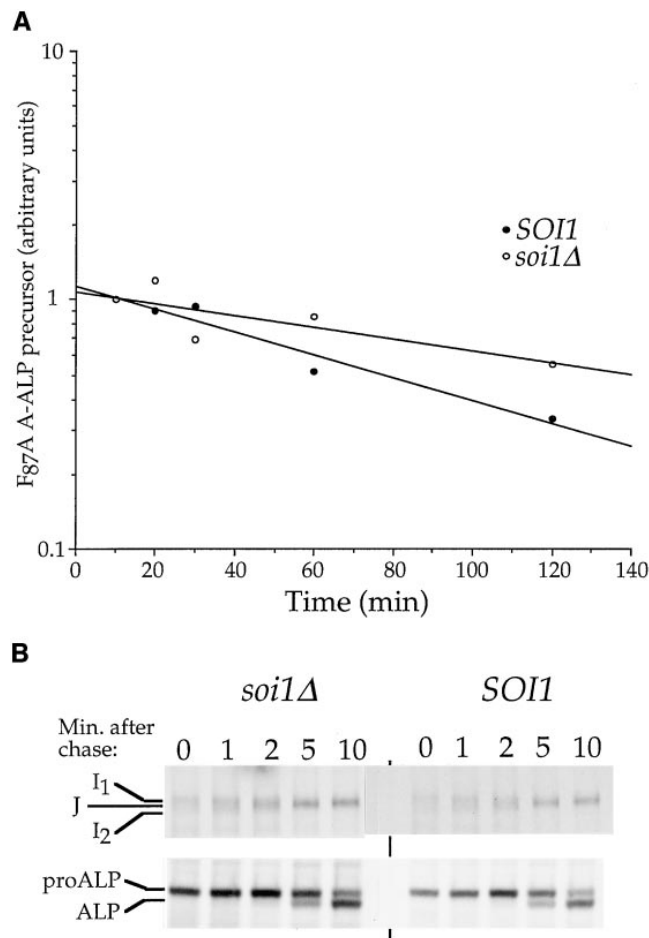 A
10
1
0.1
F87A A-ALP precursor (arbitrary units)
• SOI1
○ soi1Δ
0 20 40 60 80 100 120 140
Time (min)
B
soi1Δ SOI1
Min. after
chase: 0 1 2 5 10 0 1 2 5 10
I1
J
I2
proALP
ALP